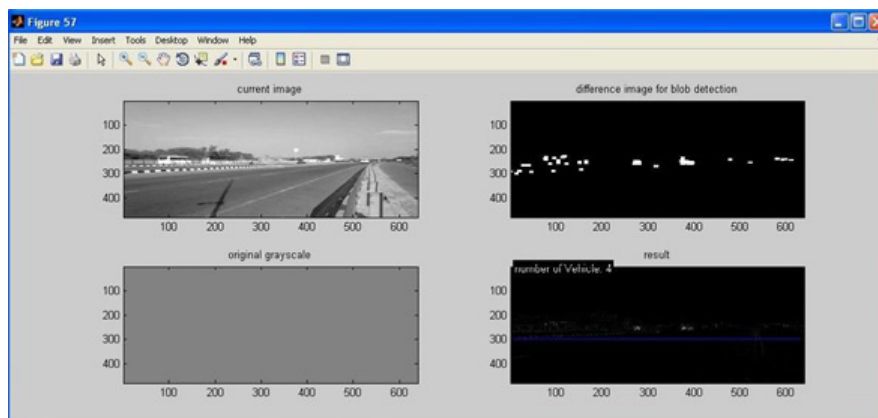 Figure 57
File Edit View Insert Tools Desktop Window Help
current image
100
200
300
400
100 200 300 400 500 600
difference image for blob detection
100
200
300
400
100 200 300 400 500 600
original grayscale
100
200
300
400
100 200 300 400 500 600
result
number of Vehicle: 4
100
200
300
400
100 200 300 400 500 600